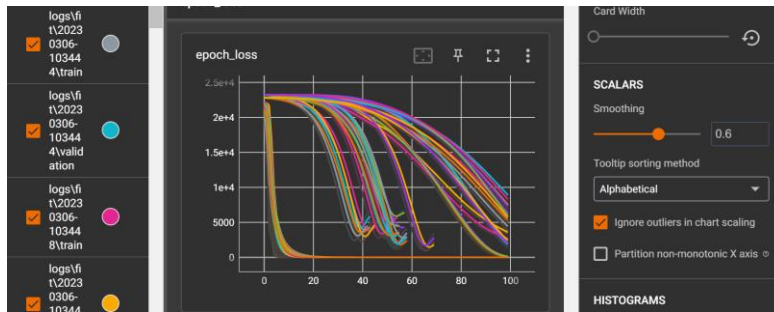 logs\fi
t\2023
0306-
10344
4\train
logs\fi
t\2023
0306-
10344
4\valid
ation
logs\fi
t\2023
0306-
10344
8\train
logs\fi
t\2023
0306-
10344
epoch_loss
2.5e+4
2e+4
1.5e+4
1e+4
5000
0
0 20 40 60 80 100
Card Width
SCALARS
Smoothing
0.6
Tooltip sorting method
Alphabetical
Ignore outliers in chart scaling
Partition non-monotonic X axis
HISTOGRAMS